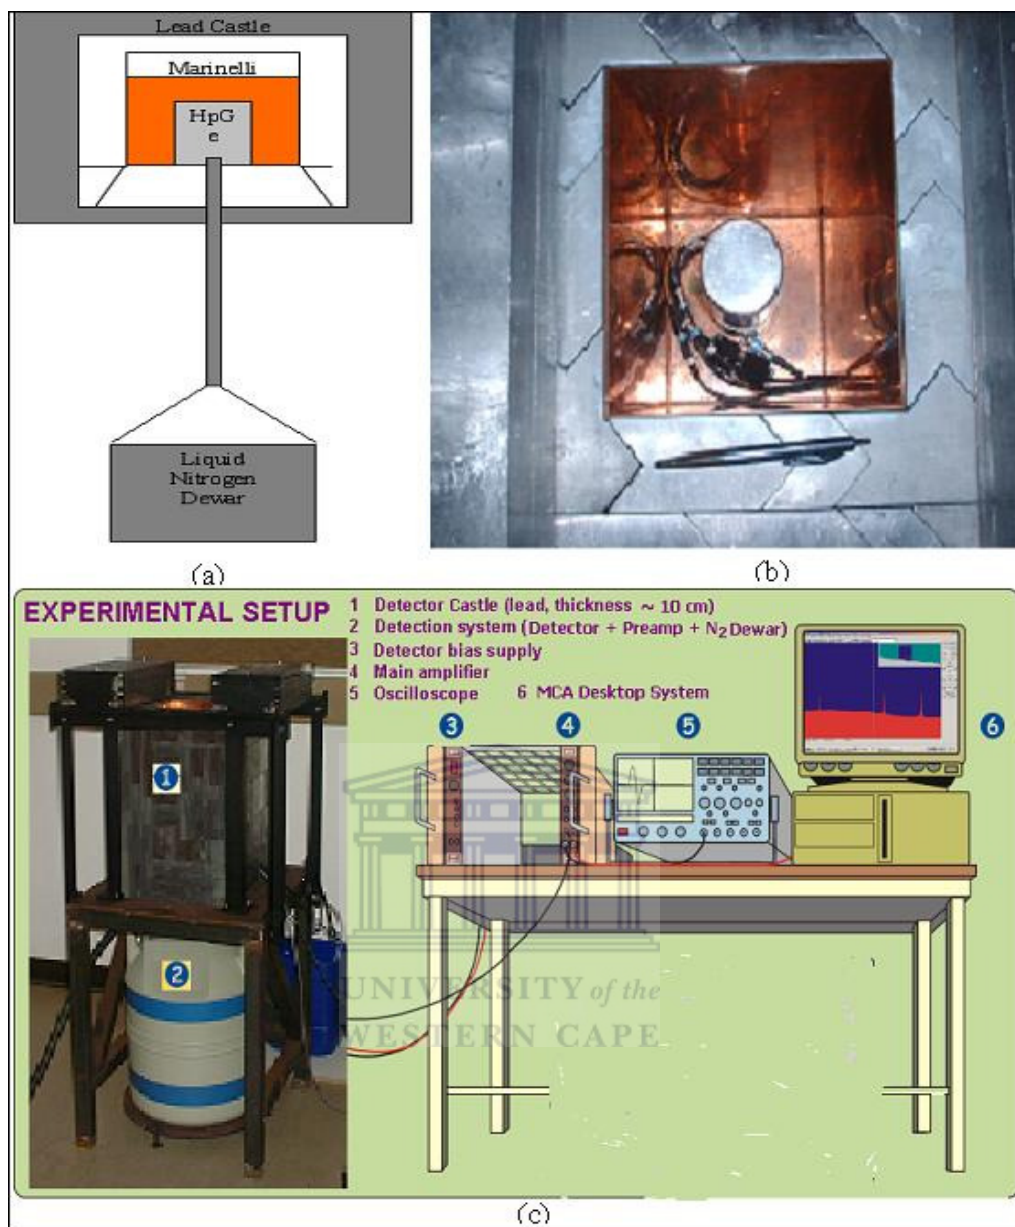 Lead Castle
Marinelli
HpG
e
Liquid
Nitrogen
Dewar
(a)
(b)
EXPERIMENTAL SETUP
1 Detector Castle (lead, thickness ~ 10 cm)
2 Detection system (Detector + Preamp + N2 Dewar)
3 Detector bias supply
4 Main amplifier
5 Oscilloscope 6 MCA Desktop System
3 4 5 6
1
2
UNIVERSITY of the
WESTERN CAPE
(c)